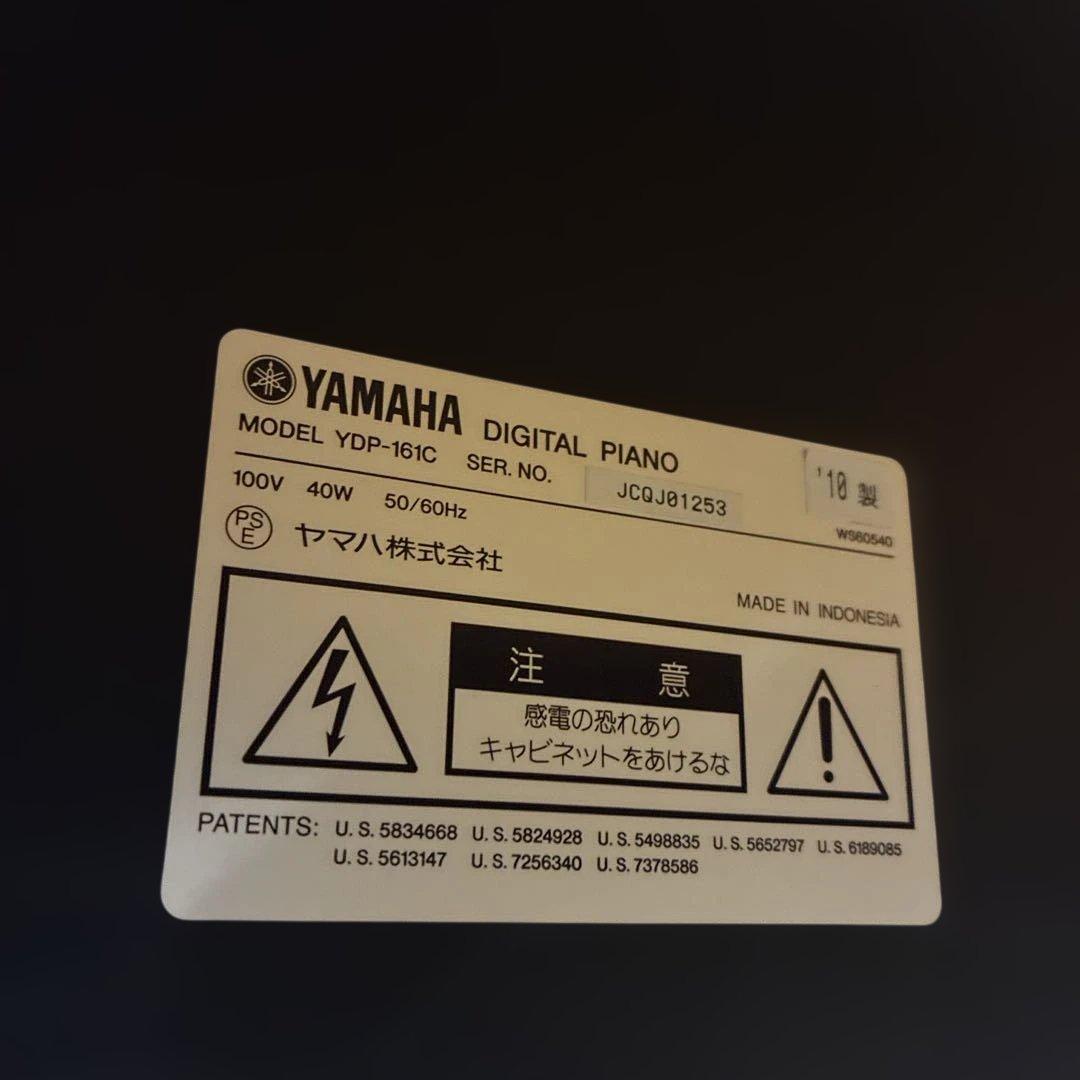 YAMAHA DIGITAL PIANO
MODEL YDP-161C SER. NO. JCQJ01253 '10 製
100V 40W 50/60Hz WS60540
PSE ヤマハ株式会社
MADE IN INDONESIA
注意
感電の恐れあり
キャビネットをあけるな
PATENTS: U. S. 5834668 U. S. 5824928 U. S. 5498835 U. S. 5652797 U. S. 6189085
U. S. 5613147 U. S. 7256340 U. S. 7378586